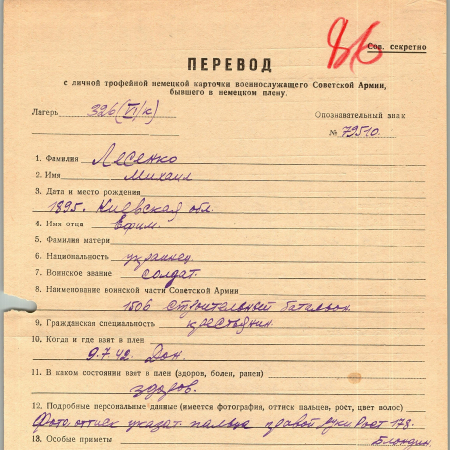 86
Сов. секретно
ПЕРЕВОД
с личной трофейной немецкой карточки военнослужащего Советской Армии,
бывшего в немецком плену.
Лагерь 326 (VI/к) Опознавательный знак
№ 79510.
1. Фамилия Лесенко
2. Имя Михаил
3. Дата и место рождения
1895. Киевская обл.
4. Имя отца Ефим.
5. Фамилия матери
6. Национальность украинец.
7. Воинское звание солдат.
8. Наименование воинской части Советской Армии
1506 строительный батальон.
9. Гражданская специальность крестьянин.
10. Когда и где взят в плен
9.7.42. Дон.
11. В каком состоянии взят в плен (здоров, болен, ранен)
здоров.
12. Подробные персональные данные (имеется фотография, оттиск пальцев, рост, цвет волос)
Фото, оттиск указат. пальца правой руки Рост 178.
13. Особые приметы Блондин.